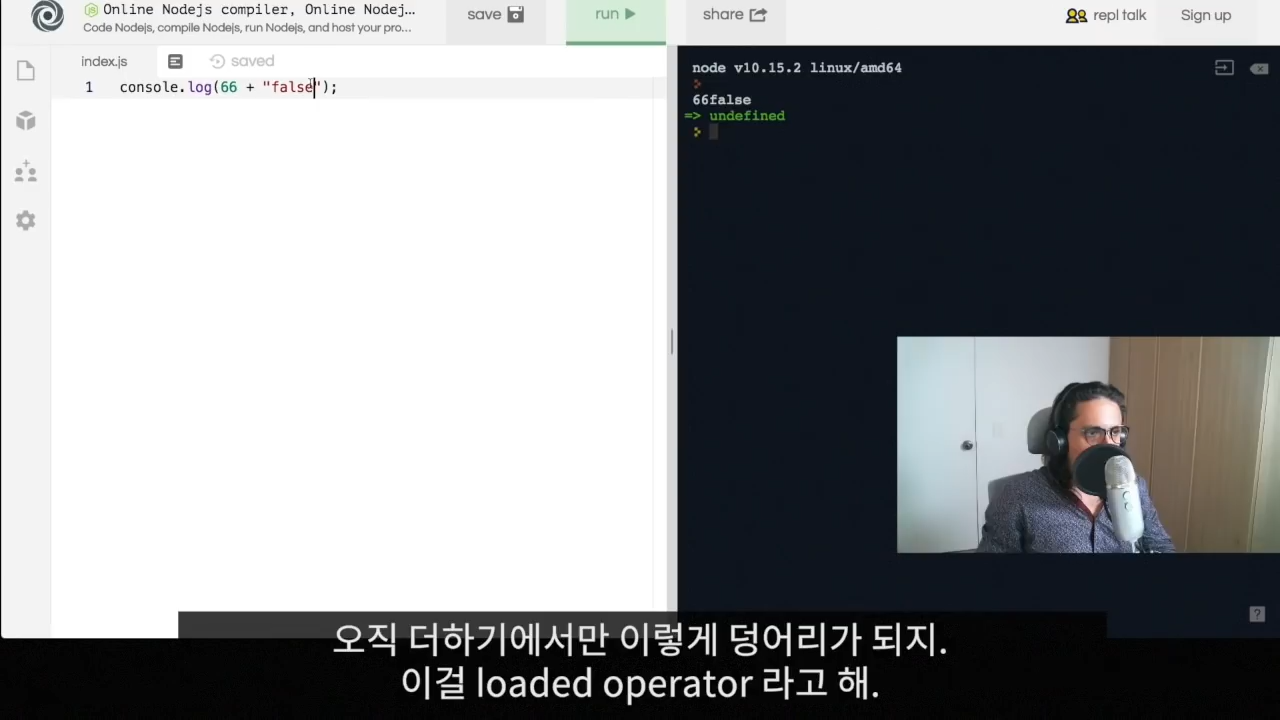 Online Nodejs compiler, Online Nodej...
Code Nodejs, compile Nodejs, run Nodejs, and host your pro...
save
run
share
repl talk
Sign up
index.js
saved
1 console.log(66 + "false");
node v10.15.2 linux/amd64
66false
=> undefined
?
오직 더하기에서만 이렇게 덩어리가 되지.
이걸 loaded operator 라고 해.